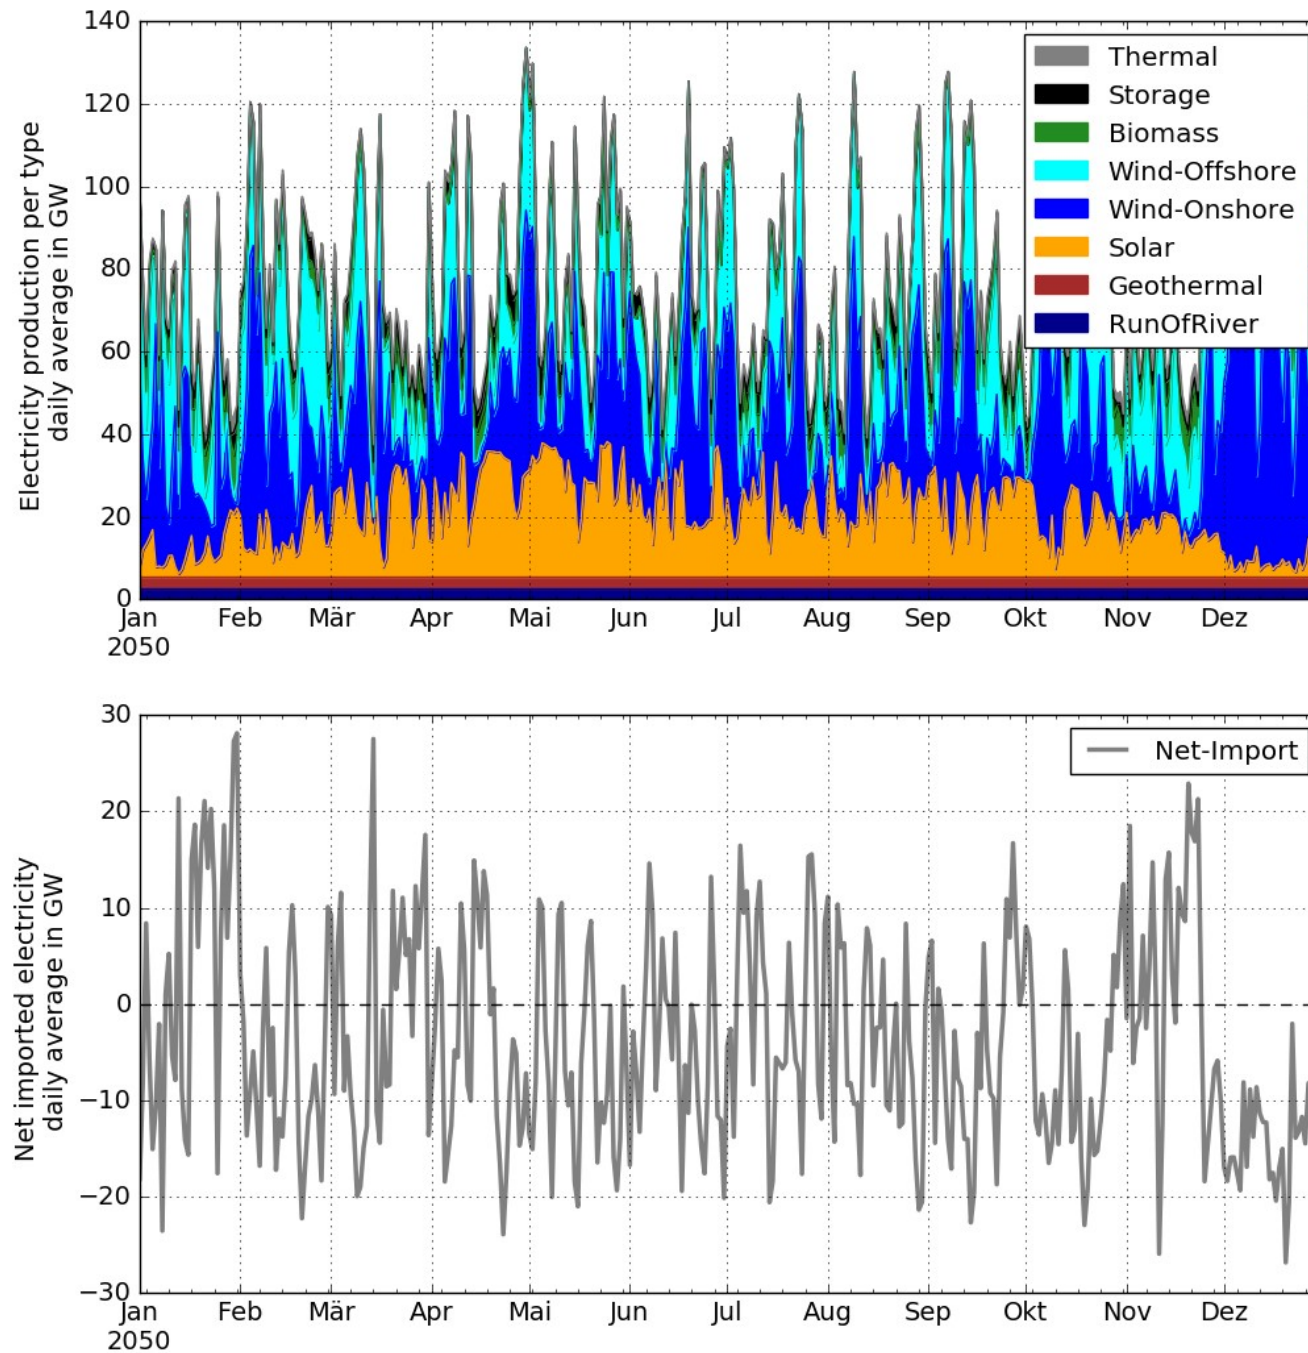 Electricity production per type
daily average in GW
140
120
100
80
60
40
20
0
Thermal
Storage
Biomass
Wind-Offshore
Wind-Onshore
Solar
Geothermal
RunOfRiver
Jan Feb Mär Apr Mai Jun Jul Aug Sep Okt Nov Dez
2050
Net imported electricity
daily average in GW
30
20
10
0
−10
−20
−30
Net-Import
Jan Feb Mär Apr Mai Jun Jul Aug Sep Okt Nov Dez
2050